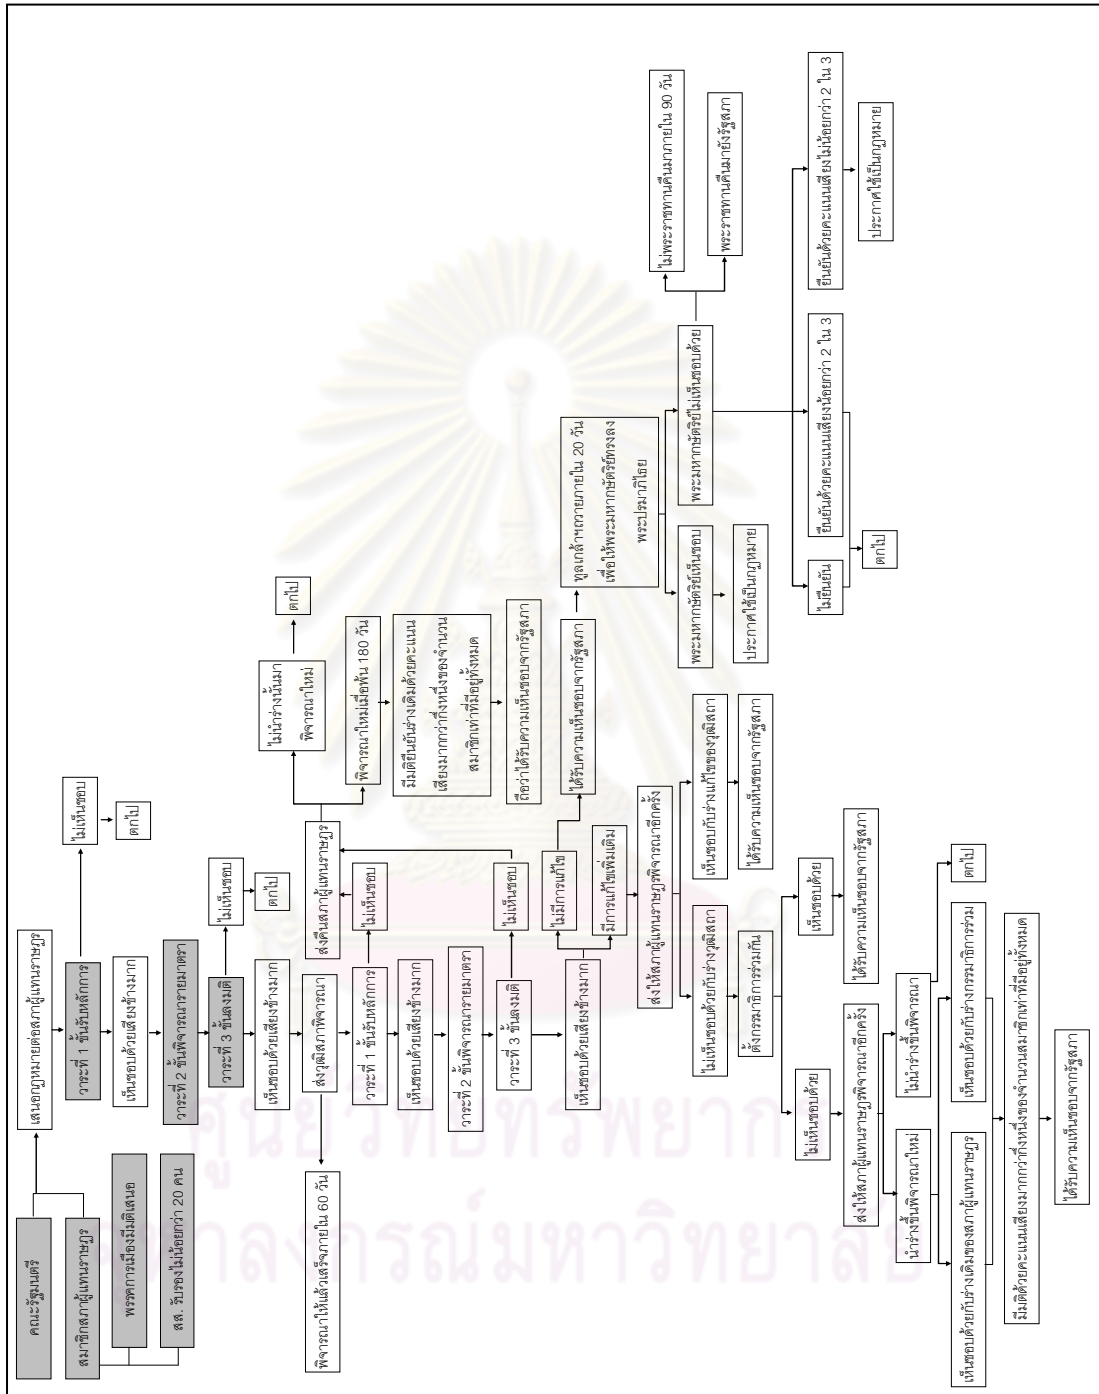 คณะรัฐมนตรี
สมาชิกสภาผู้แทนราษฎร
พรรคการเมืองมีมติเสนอ
สส. รับรองไม่น้อยกว่า 20 คน
เสนอกฎหมายต่อสภาผู้แทนราษฎร
วาระที่ 1 ขั้นรับหลักการ
ไม่เห็นชอบ
ตกไป
เห็นชอบด้วยเสียงข้างมาก
วาระที่ 2 ขั้นพิจารณารายมาตรา
วาระที่ 3 ขั้นลงมติ
ไม่เห็นชอบ
ตกไป
เห็นชอบด้วยเสียงข้างมาก
ส่งวุฒิสภาพิจารณา
พิจารณาให้แล้วเสร็จภายใน 60 วัน
วาระที่ 1 ขั้นรับหลักการ
ไม่เห็นชอบ
ส่งคืนสภาผู้แทนราษฎร
ไม่นำร่างนั้นมา
พิจารณาใหม่
ตกไป
พิจารณาใหม่เมื่อพ้น 180 วัน
มีมติยืนยันร่างเดิมด้วยคะแนน
เสียงมากกว่ากึ่งหนึ่งของจำนวน
สมาชิกเท่าที่มีอยู่ทั้งหมด
ถือว่าได้รับความเห็นชอบจากรัฐสภา
เห็นชอบด้วยเสียงข้างมาก
วาระที่ 2 ขั้นพิจารณารายมาตรา
วาระที่ 3 ขั้นลงมติ
ไม่เห็นชอบ
เห็นชอบด้วยเสียงข้างมาก
ไม่มีการแก้ไข
ได้รับความเห็นชอบจากรัฐสภา
ทูลเกล้าฯถวายภายใน 20 วัน
เพื่อให้พระมหากษัตริย์ทรงลง
พระปรมาภิไธย
พระมหากษัตริย์เห็นชอบ
ประกาศใช้เป็นกฎหมาย
พระมหากษัตริย์ไม่เห็นชอบด้วย
ไม่พระราชทานคืนมาภายใน 90 วัน
พระราชทานคืนมายังรัฐสภา
ไม่ยืนยัน
ยืนยันด้วยคะแนนเสียงน้อยกว่า 2 ใน 3
ตกไป
ยืนยันด้วยคะแนนเสียงไม่น้อยกว่า 2 ใน 3
ประกาศใช้เป็นกฎหมาย
มีการแก้ไขเพิ่มเติม
ส่งให้สภาผู้แทนราษฎรพิจารณาอีกครั้ง
เห็นชอบกับร่างแก้ไขของวุฒิสภา
ได้รับความเห็นชอบจากรัฐสภา
ไม่เห็นชอบด้วยกับร่างวุฒิสภา
ตั้งกรรมาธิการร่วมกัน
เห็นชอบด้วย
ได้รับความเห็นชอบจากรัฐสภา
ไม่เห็นชอบด้วย
ส่งให้สภาผู้แทนราษฎรพิจารณาอีกครั้ง
ไม่นำร่างขึ้นพิจารณา
ตกไป
นำร่างขึ้นพิจารณาใหม่
เห็นชอบด้วยกับร่างเดิมของสภาผู้แทนราษฎร
เห็นชอบด้วยกับร่างกรรมาธิการร่วม
มีมติด้วยคะแนนเสียงมากกว่ากึ่งหนึ่งของจำนวนสมาชิกเท่าที่มีอยู่ทั้งหมด
ได้รับความเห็นชอบจากรัฐสภา
ศูนย์วิทยทรัพยากร
จุฬาลงกรณ์มหาวิทยาลัย